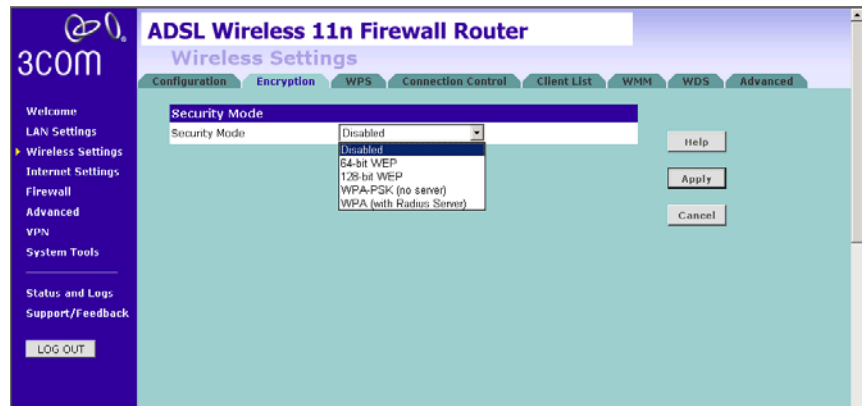 3COM
ADSL Wireless 11n Firewall Router
Wireless Settings
Configuration Encryption WPS Connection Control Client List WMM WDS Advanced
Welcome
LAN Settings
Wireless Settings
Internet Settings
Firewall
Advanced
VPN
System Tools
Status and Logs
Support/Feedback
LOG OUT
Security Mode
Security Mode Disabled
Disabled
64-bit WEP
128-bit WEP
WPA-PSK (no server)
WPA (with Radius Server)
Help
Apply
Cancel